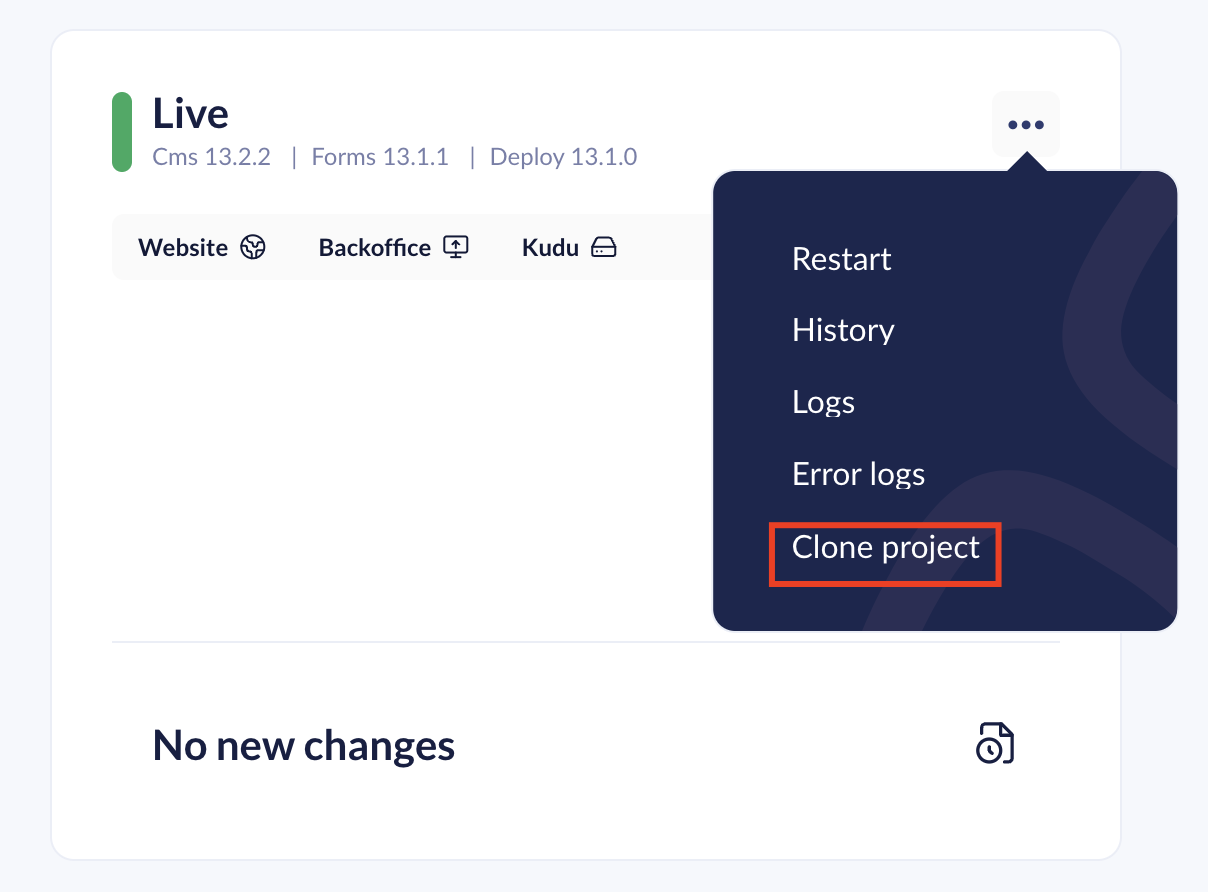 Live
Cms 13.2.2 | Forms 13.1.1 | Deploy 13.1.0
Website Backoffice Kudu
Restart
History
Logs
Error logs
Clone project
No new changes